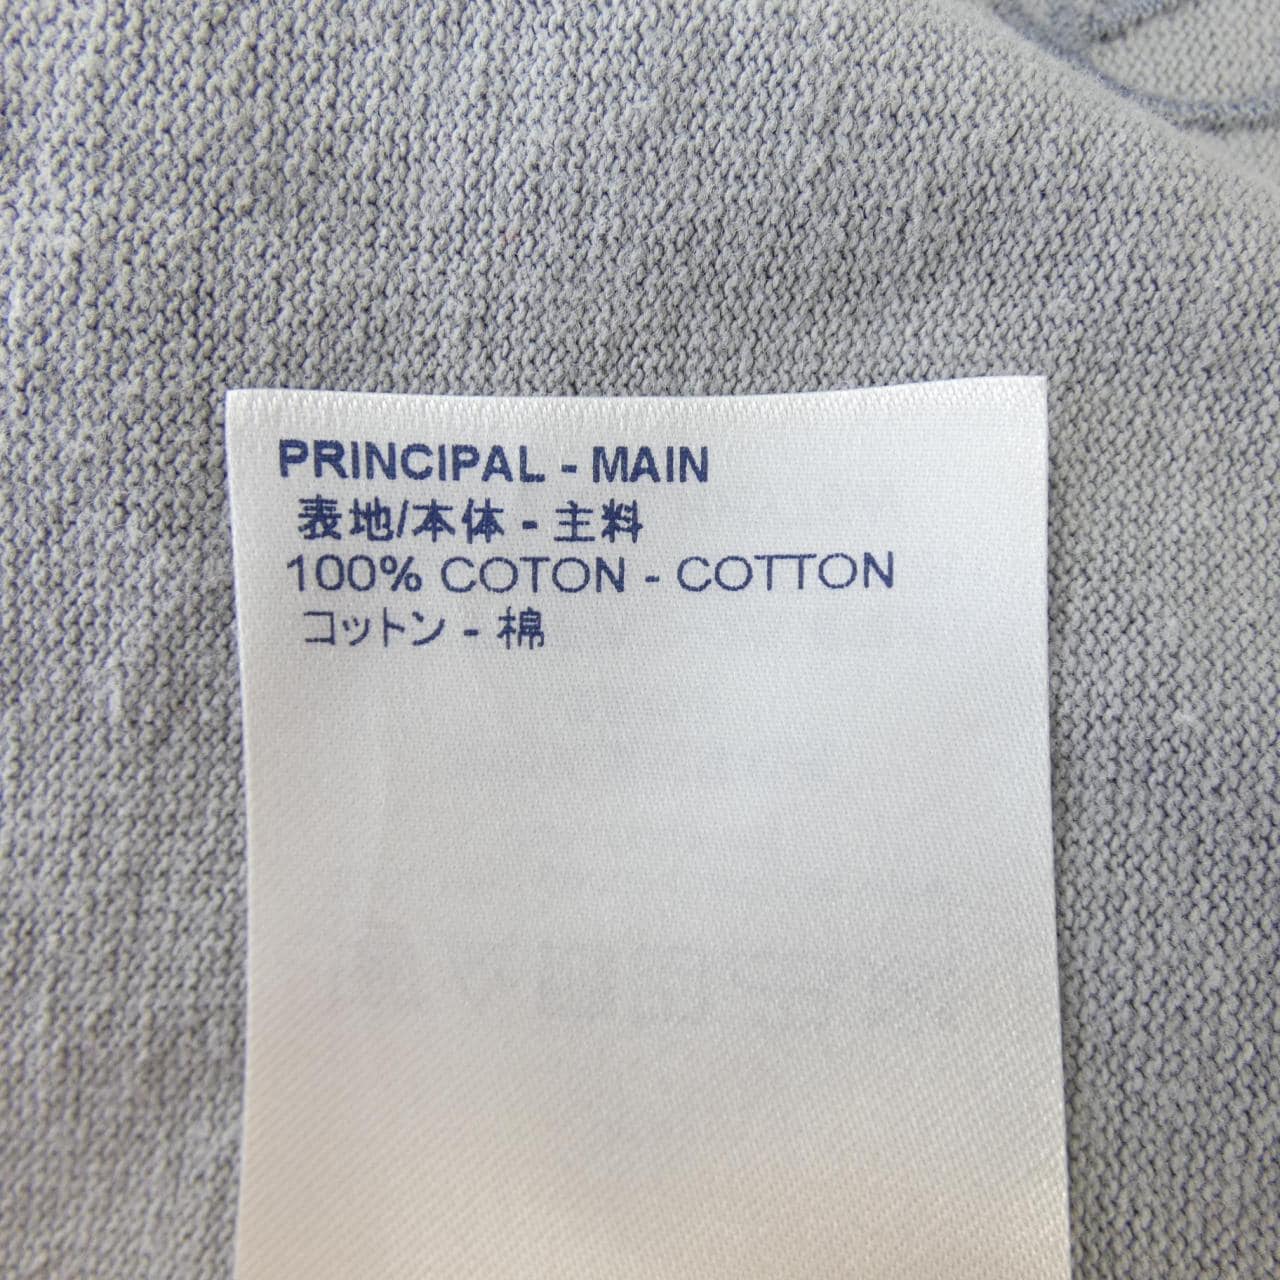 PRINCIPAL - MAIN
表地/本体 - 主料
100% COTON - COTTON
コットン - 棉